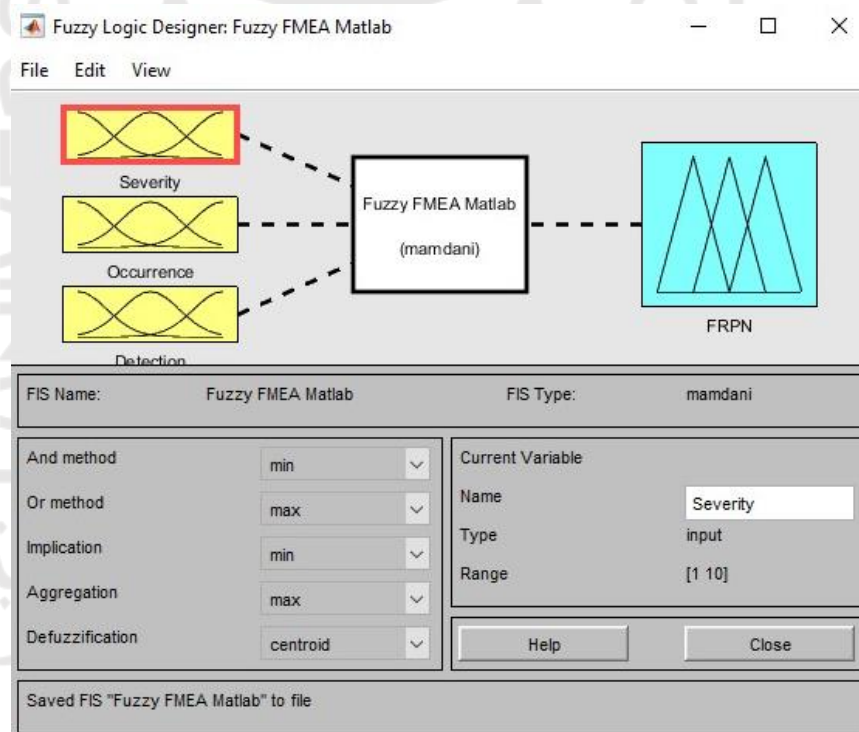 Fuzzy Logic Designer: Fuzzy FMEA Matlab
File Edit View
Severity
Occurrence
Detection
Fuzzy FMEA Matlab
(mamdani)
FRPN
FIS Name: Fuzzy FMEA Matlab FIS Type: mamdani
And method min
Or method max
Implication min
Aggregation max
Defuzzification centroid
Current Variable
Name Severity
Type input
Range [1 10]
Help Close
Saved FIS "Fuzzy FMEA Matlab" to file